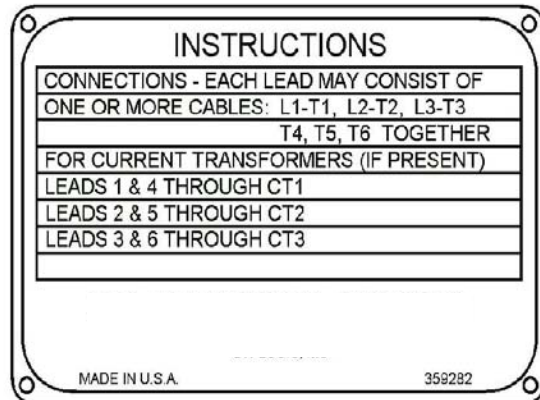 INSTRUCTIONS
CONNECTIONS - EACH LEAD MAY CONSIST OF
ONE OR MORE CABLES: L1-T1, L2-T2, L3-T3
T4, T5, T6 TOGETHER
FOR CURRENT TRANSFORMERS (IF PRESENT)
LEADS 1 & 4 THROUGH CT1
LEADS 2 & 5 THROUGH CT2
LEADS 3 & 6 THROUGH CT3
MADE IN U.S.A. 359282